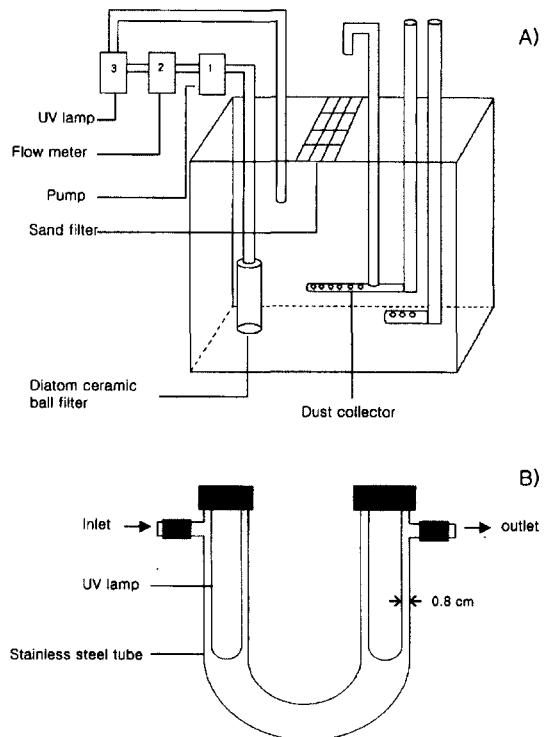 A)
3
2
1
UV lamp
Flow meter
Pump
Sand filter
Diatom ceramic
ball filter
Dust collector
B)
Inlet
outlet
UV lamp
0.8 cm
Stainless steel tube